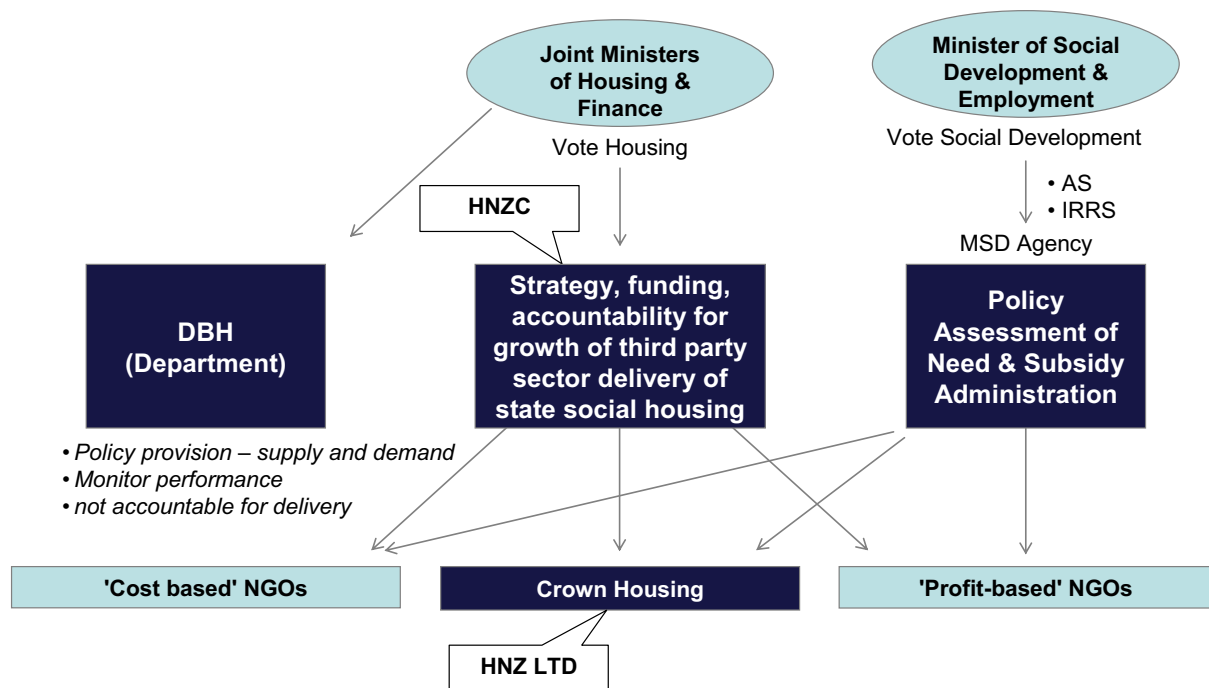 Joint Ministers
of Housing &
Finance
Minister of Social
Development &
Employment
Vote Housing
Vote Social Development
• AS
• IRRS
HNZC
MSD Agency
DBH
(Department)
Strategy, funding,
accountability for
growth of third party
sector delivery of
state social housing
Policy
Assessment of
Need & Subsidy
Administration
• Policy provision – supply and demand
• Monitor performance
• not accountable for delivery
'Cost based' NGOs
Crown Housing
'Profit-based' NGOs
HNZ LTD